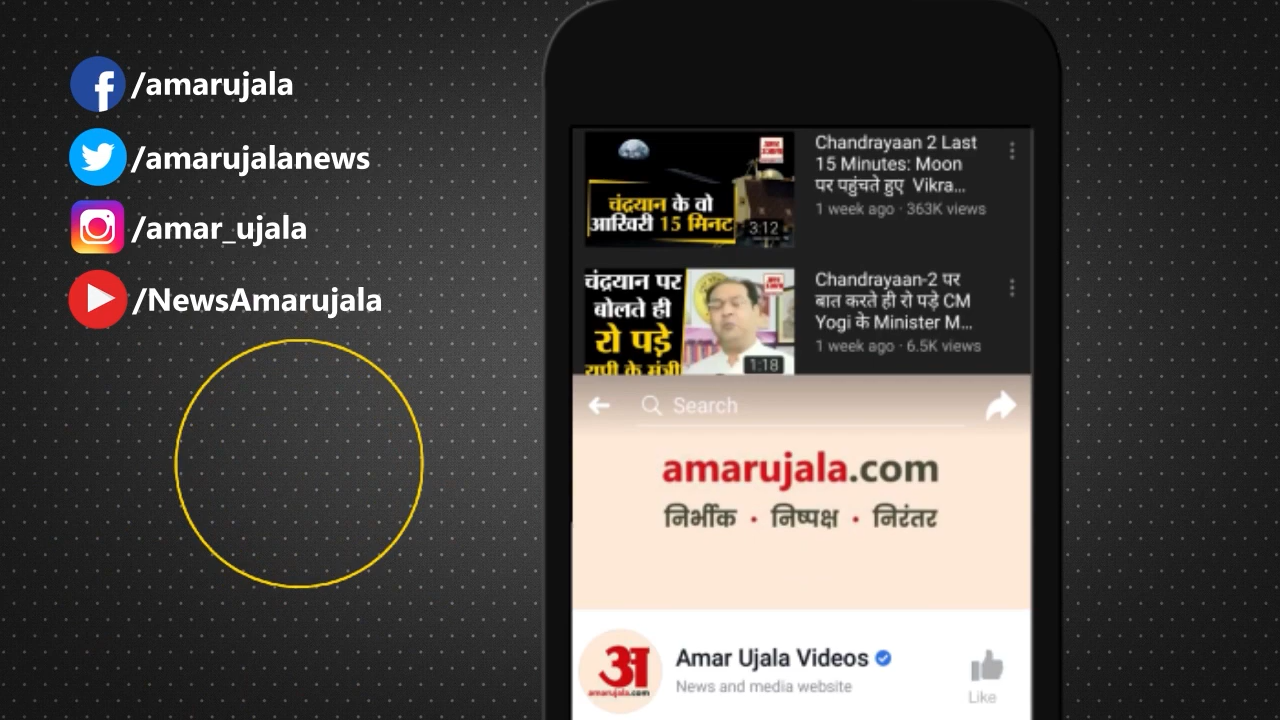 /amarujala
/amarujalanews
/amar_ujala
/NewsAmarujala
चंद्रयान के वो
आखिरी 15 मिनट
3:12
Chandrayaan 2 Last
15 Minutes: Moon
पर पहुंचते हुए Vikra...
1 week ago · 363K views
चंद्रयान पर
बोलते ही
रो पड़े
यूपी के मंत्री
1:18
Chandrayaan-2 पर
बात करते ही रो पड़े CM
Yogi के Minister M...
1 week ago · 6.5K views
Search
amarujala.com
निर्भीक • निष्पक्ष • निरंतर
अ
amarujala.com
Amar Ujala Videos
News and media website
Like